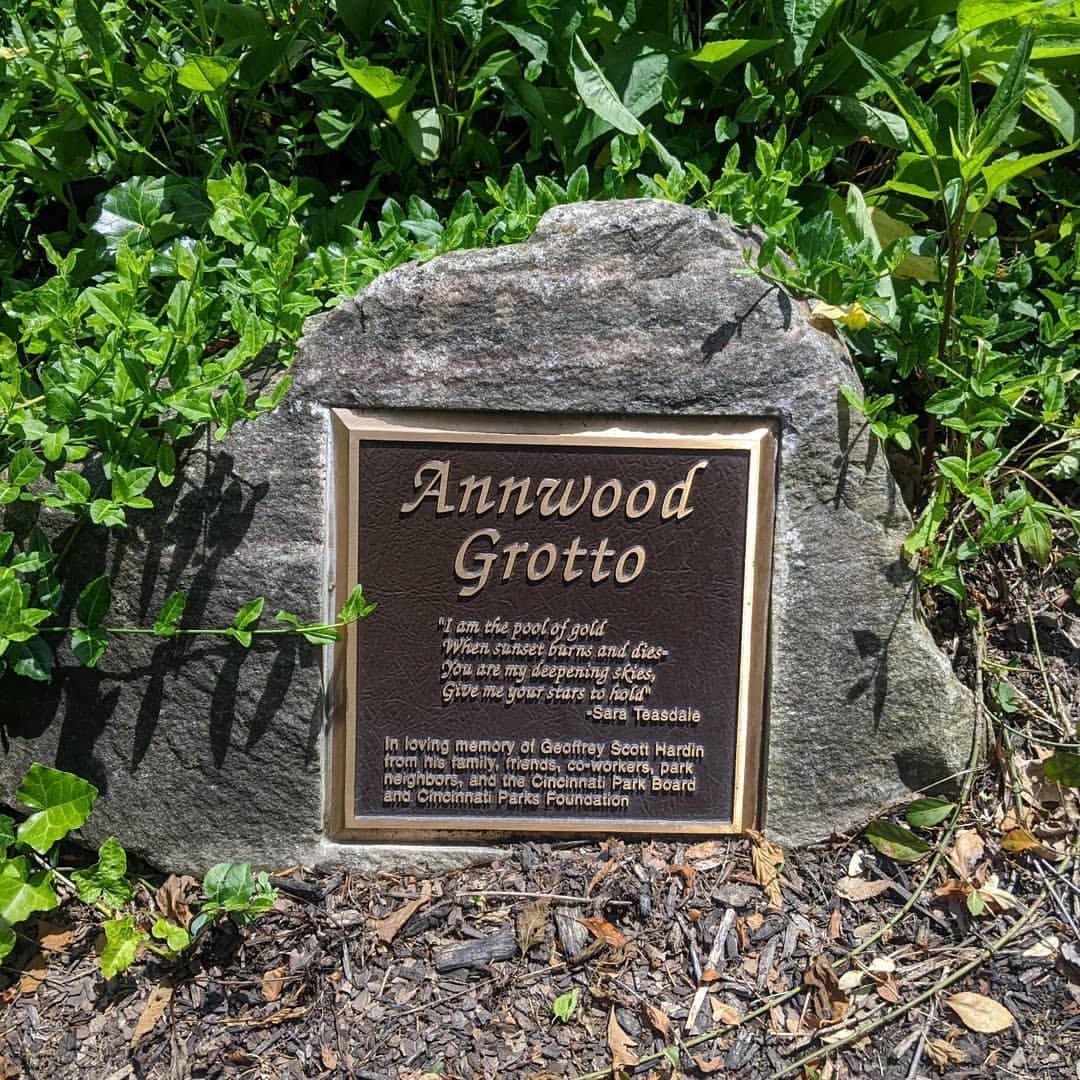 Annwood
Grotto
"I am the pool of gold
When sunset burns and dies-
You are my deepening skies,
Give me your stars to hold"
-Sara Teasdale
In loving memory of Geoffrey Scott Hardin
from his family, friends, co-workers, park
neighbors, and the Cincinnati Park Board
and Cincinnati Parks Foundation